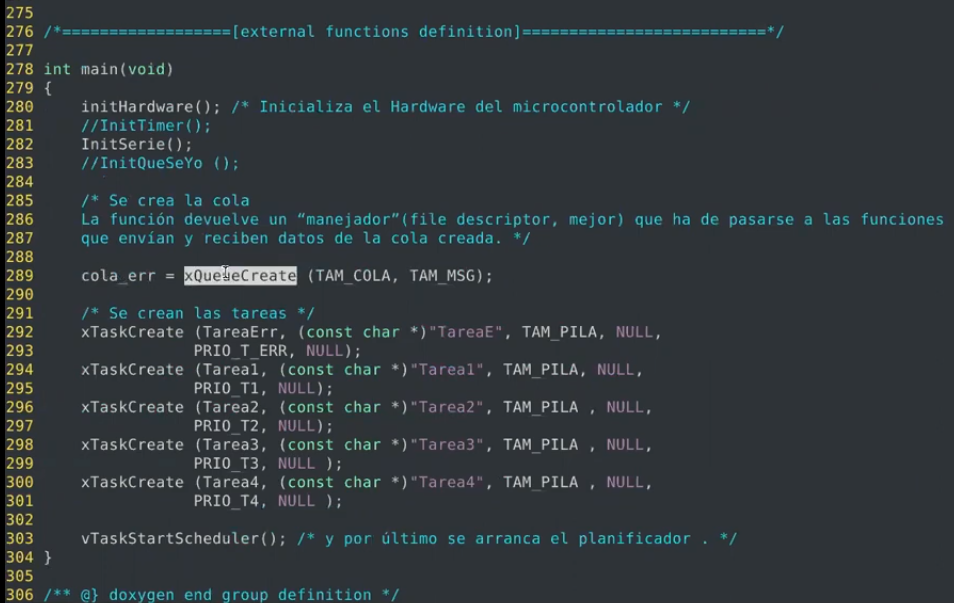 275
276 /*==================[external functions definition]==========================*/
277
278 int main(void)
279 {
280     initHardware(); /* Inicializa el Hardware del microcontrolador */
281     //InitTimer();
282     InitSerie();
283     //InitQueSeYo ();
284
285     /* Se crea la cola
286     La función devuelve un “manejador”(file descriptor, mejor) que ha de pasarse a las funciones
287     que envían y reciben datos de la cola creada. */
288
289     cola_err = xQueueCreate (TAM_COLA, TAM_MSG);
290
291     /* Se crean las tareas */
292     xTaskCreate (TareaErr, (const char *)"TareaE", TAM_PILA, NULL,
293                 PRIO_T_ERR, NULL);
294     xTaskCreate (Tarea1, (const char *)"Tarea1", TAM_PILA, NULL,
295                 PRIO_T1, NULL);
296     xTaskCreate (Tarea2, (const char *)"Tarea2", TAM_PILA , NULL,
297                 PRIO_T2, NULL);
298     xTaskCreate (Tarea3, (const char *)"Tarea3", TAM_PILA , NULL,
299                 PRIO_T3, NULL );
300     xTaskCreate (Tarea4, (const char *)"Tarea4", TAM_PILA , NULL,
301                 PRIO_T4, NULL );
302
303     vTaskStartScheduler(); /* y por último se arranca el planificador . */
304 }
305
306 /** @} doxygen end group definition */